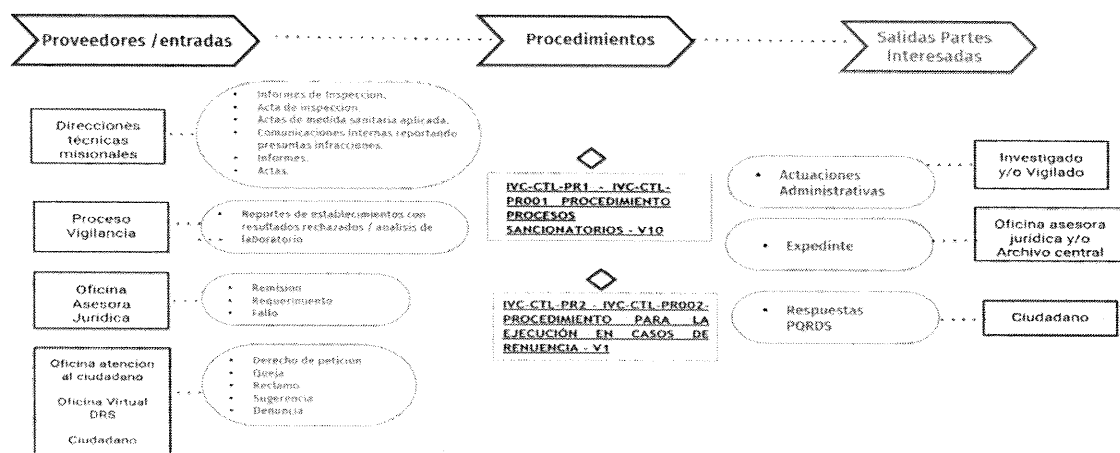 Proveedores /entradas
Procedimientos
Salidas Partes
Interesadas
Direcciones
técnicas
misionales
• Informes de Inspeccion.
• Acta de inspeccion
• Actas de medida sanitaria aplicada.
• Comunicaciones internas reportando
presuntas infracciones.
• Informes.
• Actas.
Proceso
Vigilancia
• Reportes de establecimientos con
resultados rechazados / analisis de
laboratorio
Oficina
Asesora
Juridica
• Remision
• Requerimiento
• Fallo
Oficina atencion
al ciudadano
Oficina Virtual
DRS
Ciudadano
• Derecho de peticion
• Queja
• Reclamo
• Sugerencia
• Denuncia
IVC-CTL-PR1 - IVC-CTL-
PR001 PROCEDIMIENTO
PROCESOS
SANCIONATORIOS - V10
IVC-CTL-PR2 - IVC-CTL-PR002-
PROCEDIMIENTO PARA LA
EJECUCIÓN EN CASOS DE
RENUENCIA - V1
• Actuaciones
Administrativas
• Expedinte
• Respuestas
PQRDS
Investigado
y/o Vigilado
Oficina asesora
juridica y/o
Archivo central
Ciudadano